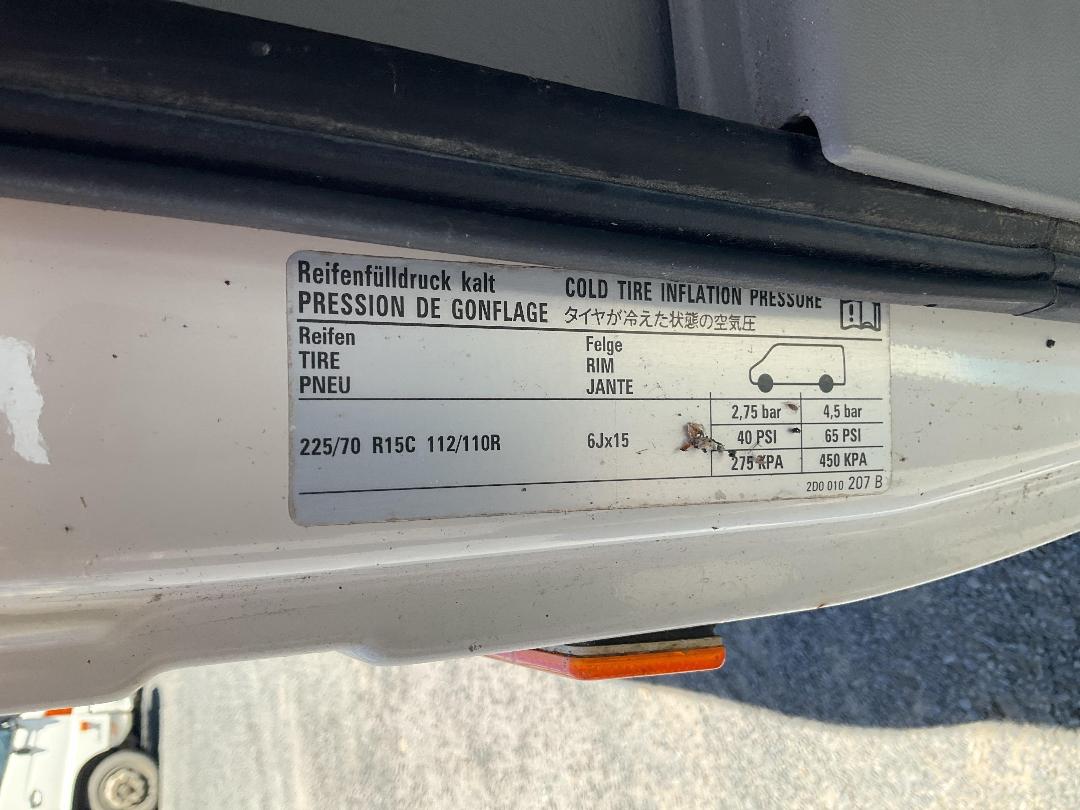 Reifenfülldruck kalt
COLD TIRE INFLATION PRESSURE
PRESSION DE GONFLAGE
タイヤが冷えた状態の空気圧
Reifen
TIRE
PNEU
Felge
RIM
JANTE
225/70 R15C 112/110R
6Jx15
2,75 bar 4,5 bar
40 PSI 65 PSI
275 KPA 450 KPA
2D0 010 207 B